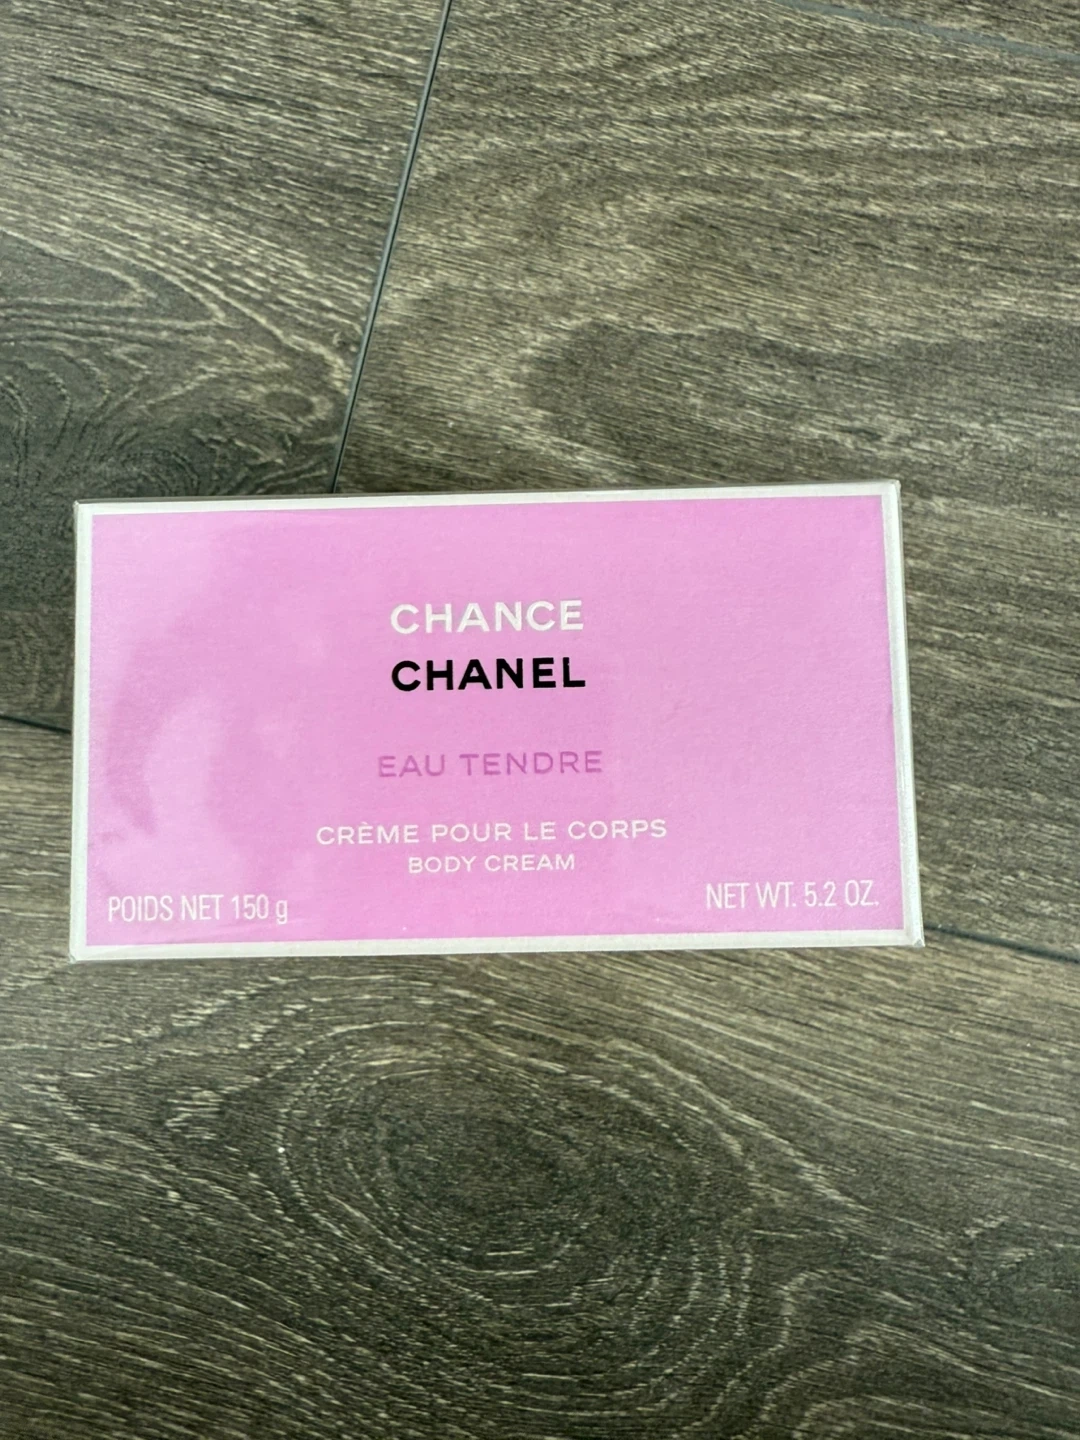 CHANCE
CHANEL
EAU TENDRE
CRÈME POUR LE CORPS
BODY CREAM
POIDS NET 150 g
NET WT. 5.2 OZ.